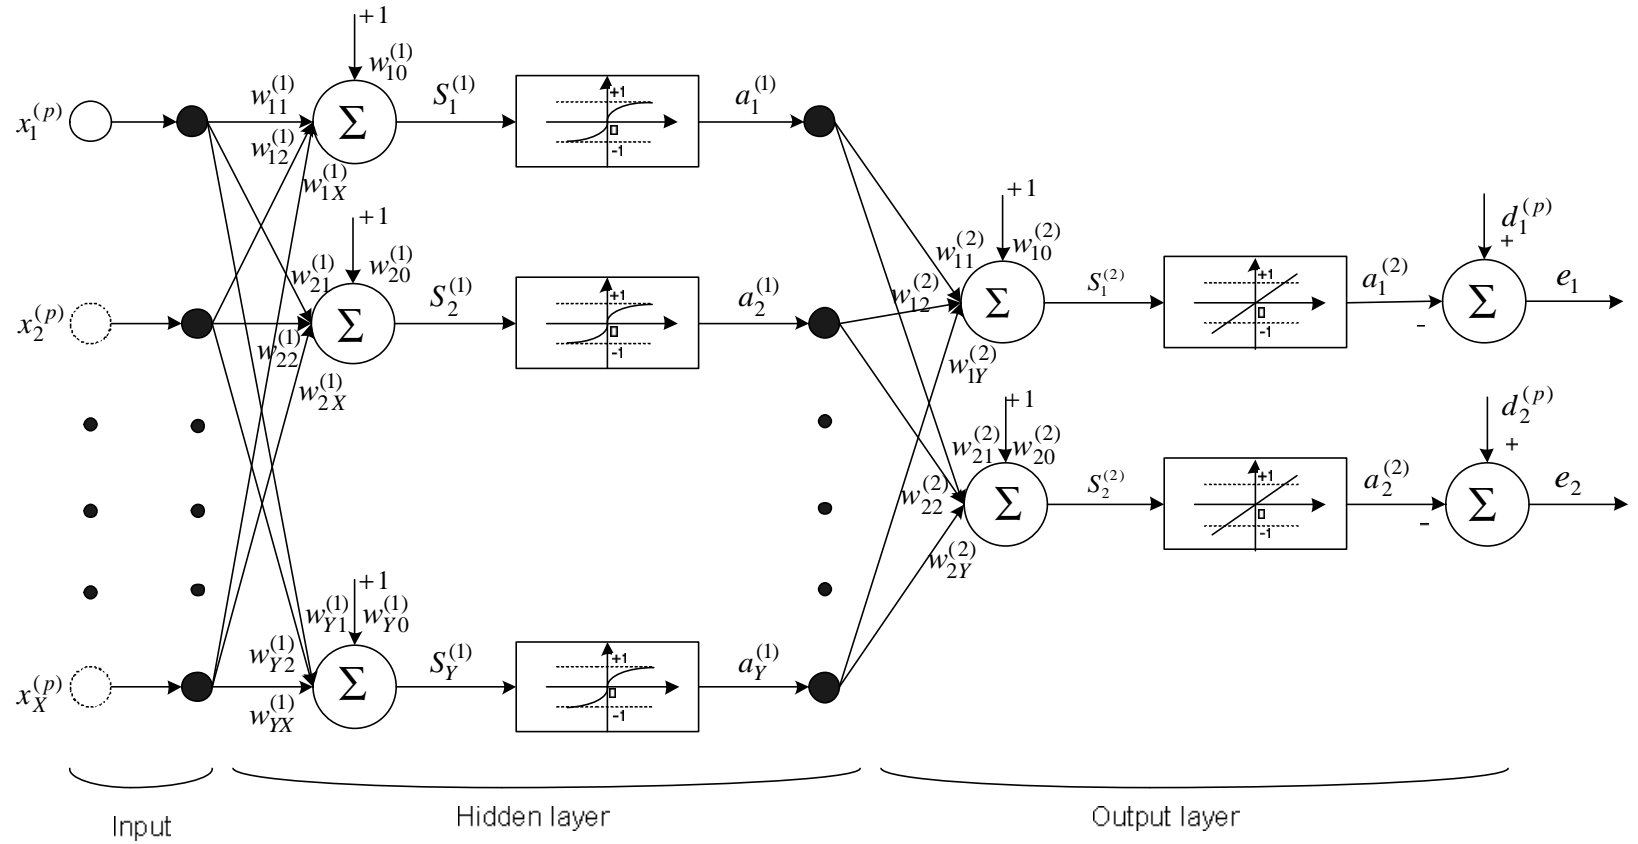 +1
w_{10}^{(1)}
w_{11}^{(1)}
S_1^{(1)}
a_1^{(1)}
+1
0
-1
x_1^{(p)}
Σ
w_{12}^{(1)}
w_{1X}^{(1)}
+1
w_{20}^{(1)}
w_{21}^{(1)}
S_2^{(1)}
a_2^{(1)}
+1
0
-1
x_2^{(p)}
Σ
w_{22}^{(1)}
w_{2X}^{(1)}
+1
w_{Y1}^{(1)}
w_{Y0}^{(1)}
w_{Y2}^{(1)}
S_Y^{(1)}
a_Y^{(1)}
+1
0
-1
x_X^{(p)}
Σ
w_{YX}^{(1)}
+1
w_{11}^{(2)}
w_{10}^{(2)}
w_{12}^{(2)}
Σ
S_1^{(2)}
+1
0
-1
a_1^{(2)}
-
d_1^{(p)}
+
Σ
e_1
w_{1Y}^{(2)}
+1
w_{21}^{(2)}
w_{20}^{(2)}
w_{22}^{(2)}
Σ
S_2^{(2)}
+1
0
-1
a_2^{(2)}
-
d_2^{(p)}
+
Σ
e_2
w_{2Y}^{(2)}
Input
Hidden layer
Output layer